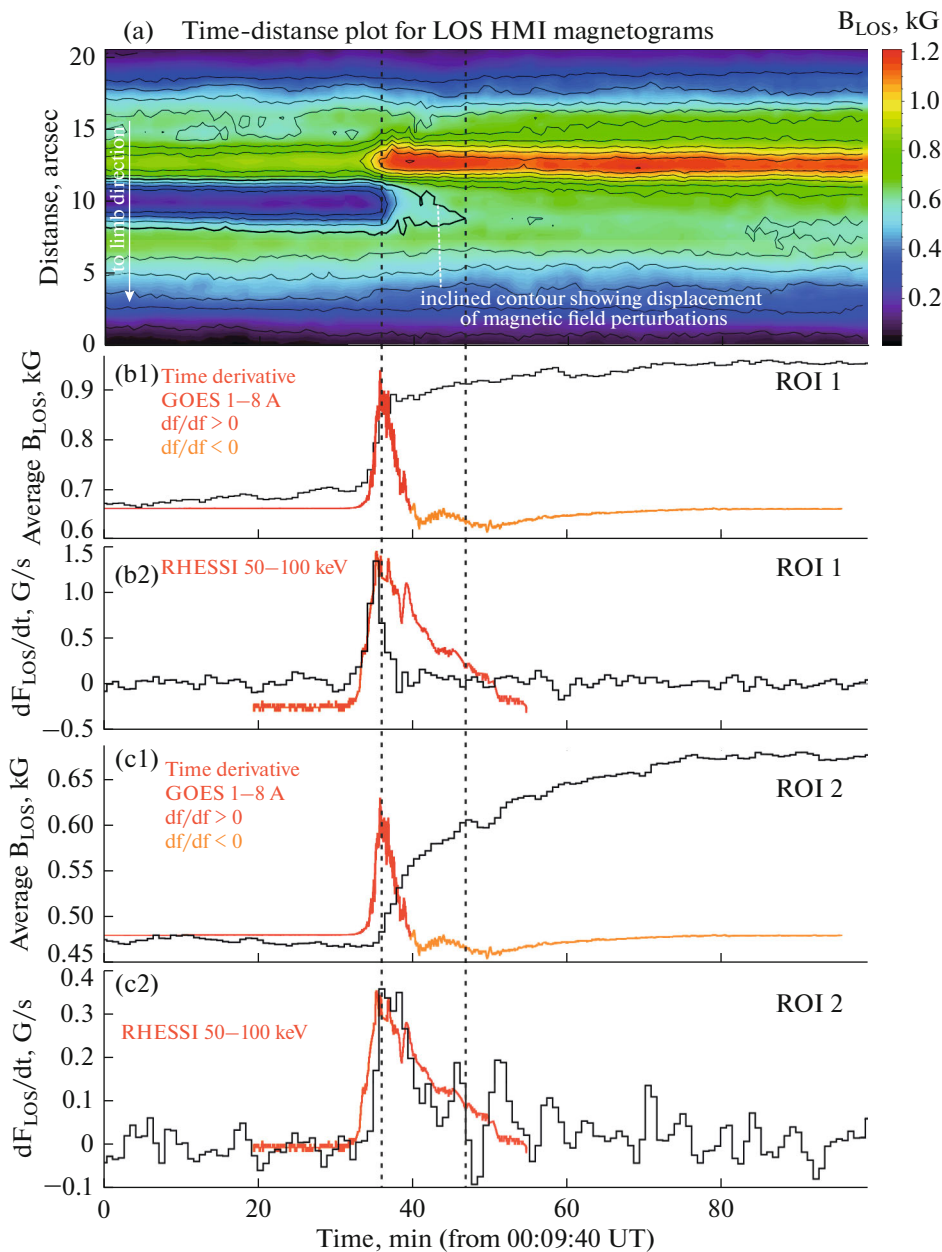 (a) Time-distanse plot for LOS HMI magnetograms
B_LOS, kG
20
15
10
5
0
Distanse, arcsec
to limb direction
inclined contour showing displacement
of magnetic field perturbations
1.2
1.0
0.8
0.6
0.4
0.2
(b1)
Time derivative
GOES 1–8 A
df/df > 0
df/df < 0
ROI 1
0.9
0.8
0.7
0.6
Average B_LOS, kG
(b2)
RHESSI 50–100 keV
ROI 1
1.5
1.0
0.5
0
−0.5
dF_LOS/dt, G/s
(c1)
Time derivative
GOES 1–8 A
df/df > 0
df/df < 0
ROI 2
0.65
0.60
0.50
0.45
Average B_LOS, kG
(c2)
RHESSI 50–100 keV
ROI 2
0.4
0.3
0.2
0.1
0
−0.1
dF_LOS/dt, G/s
0
20
40
60
80
Time, min (from 00:09:40 UT)